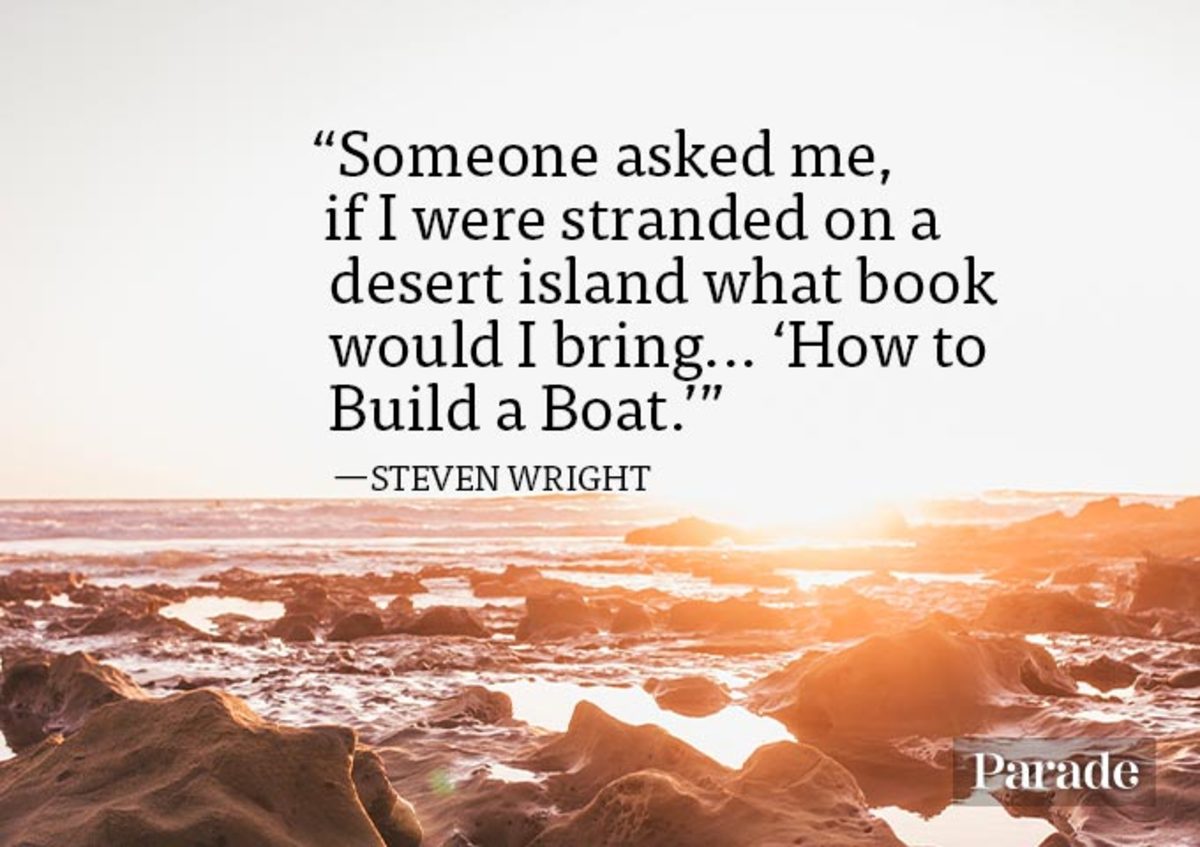 “Someone asked me,
if I were stranded on a
desert island what book
would I bring... ‘How to
Build a Boat.’”
—STEVEN WRIGHT
Parade